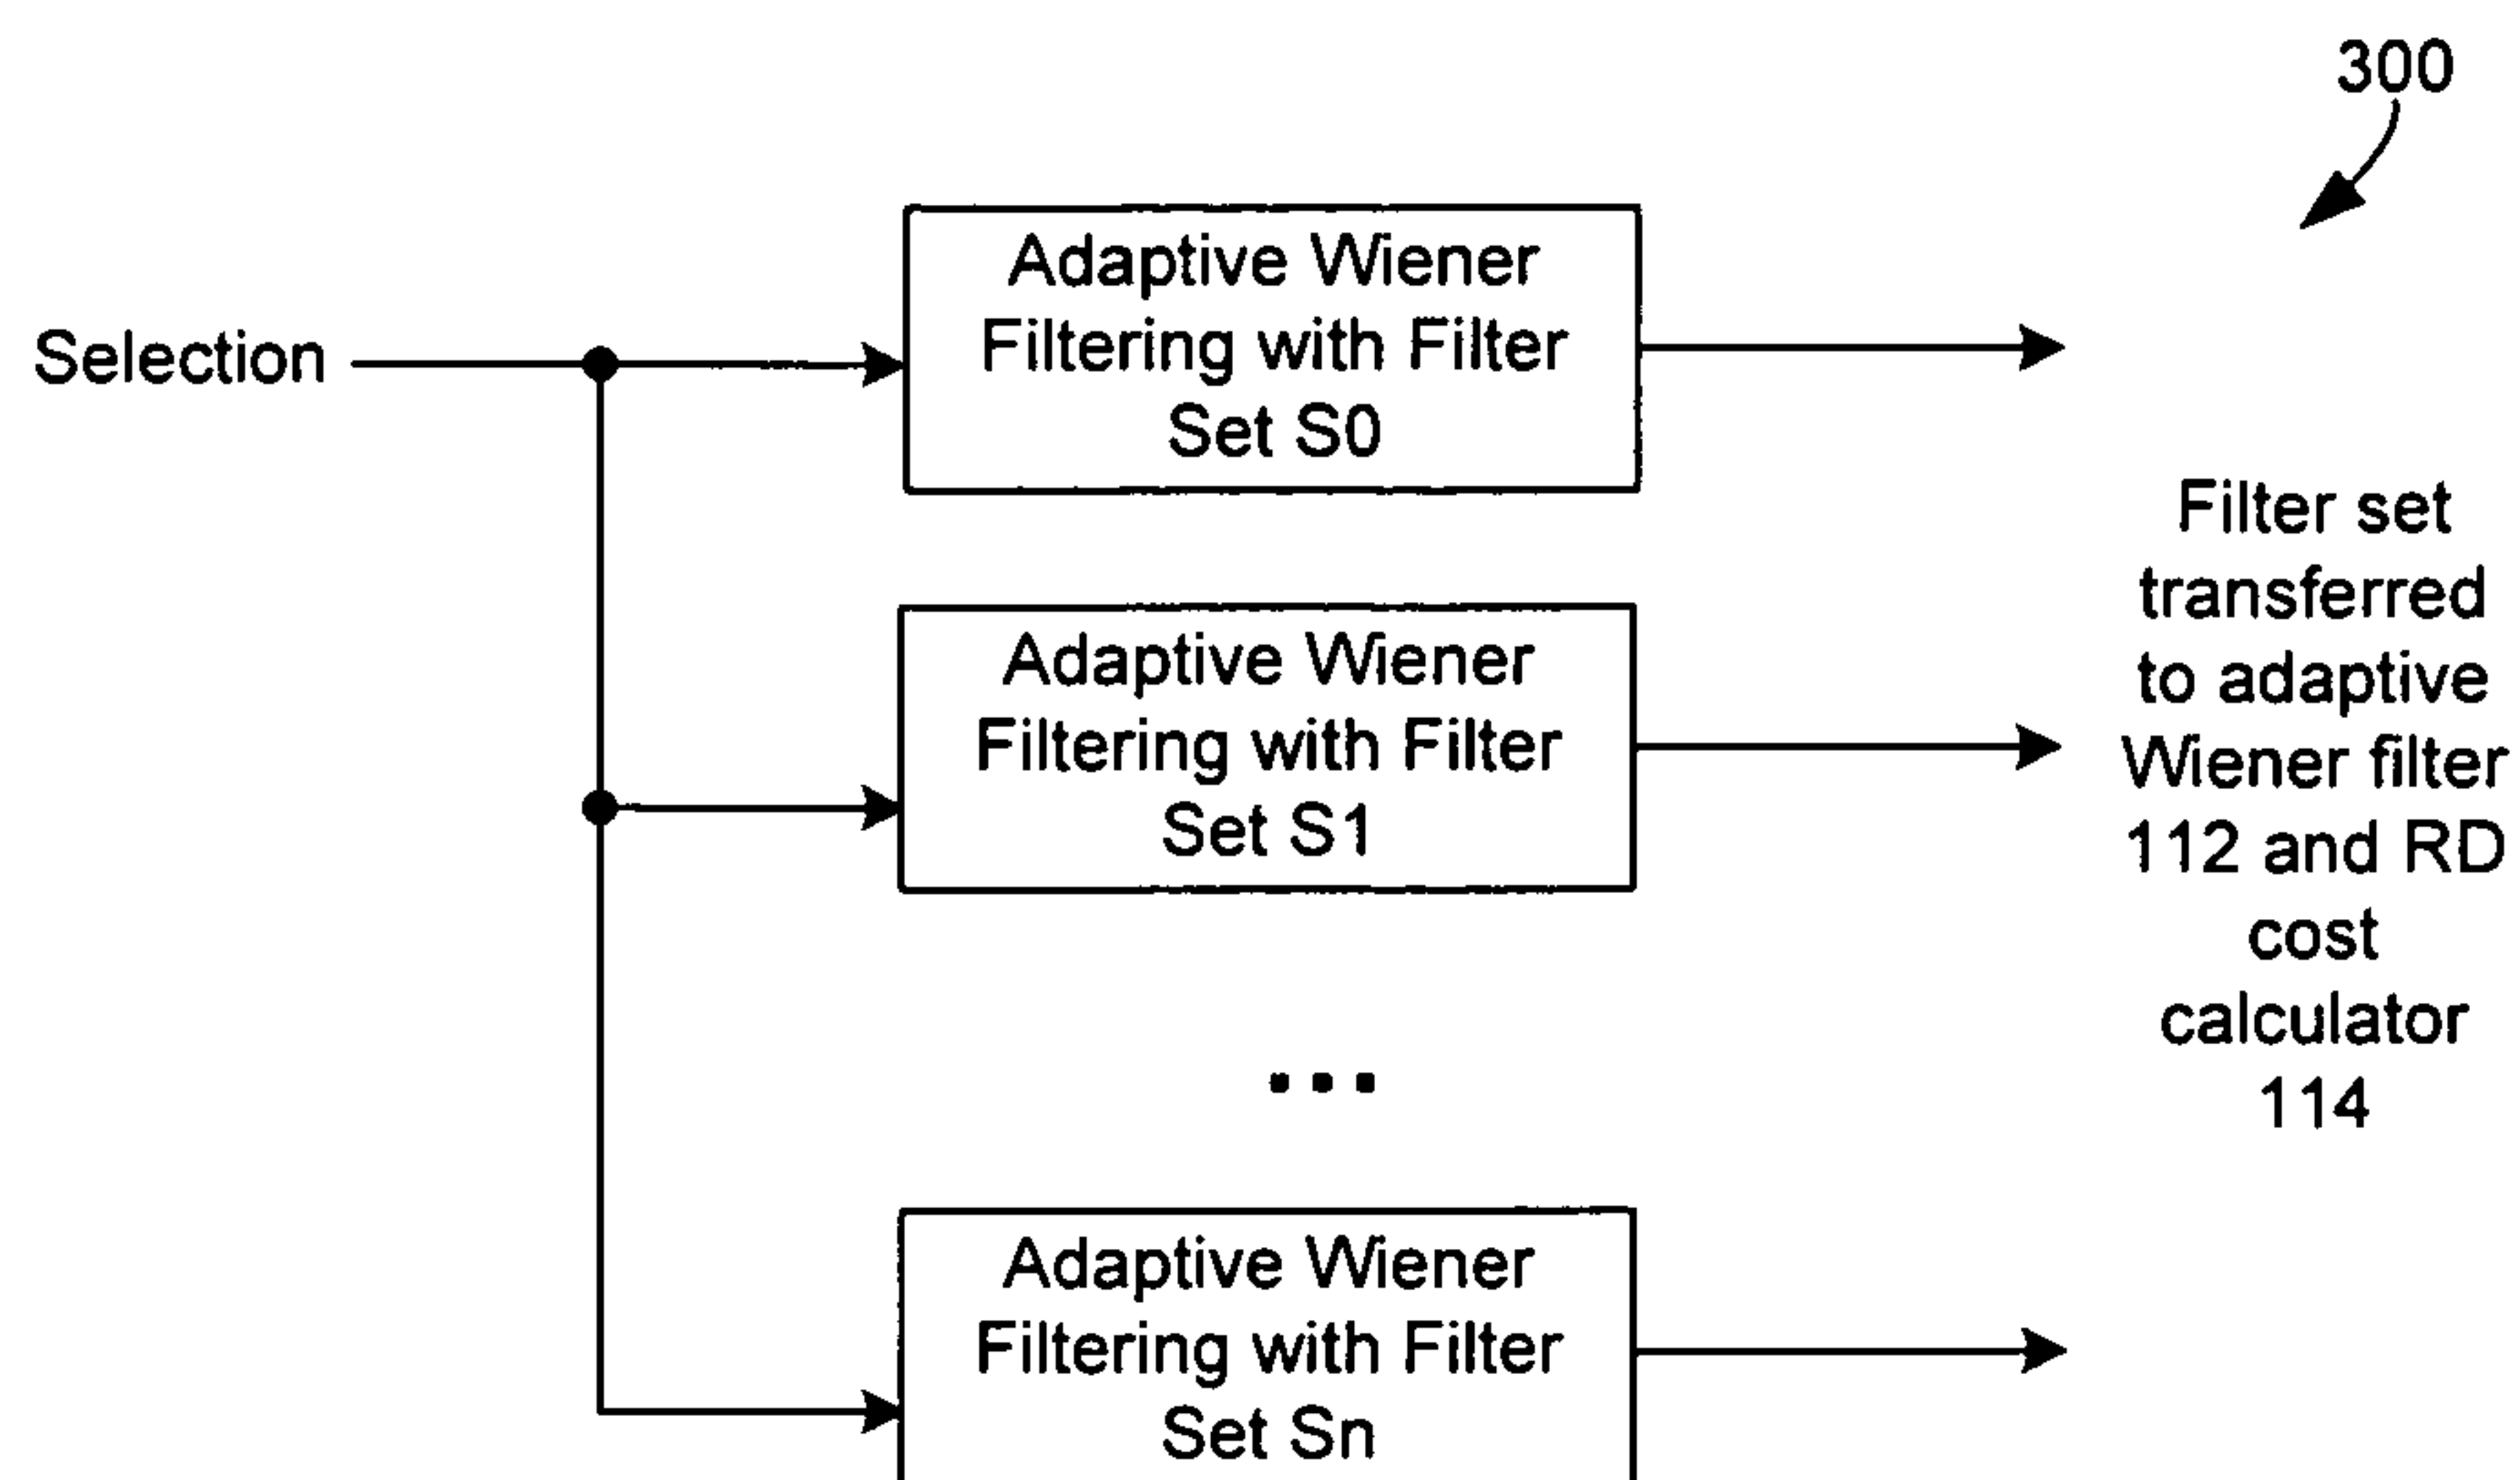 300
Selection
Adaptive Wiener
Filtering with Filter
Set S0
Adaptive Wiener
Filtering with Filter
Set S1
...
Adaptive Wiener
Filtering with Filter
Set Sn
Filter set
transferred
to adaptive
Wiener filter
112 and RD
cost
calculator
114